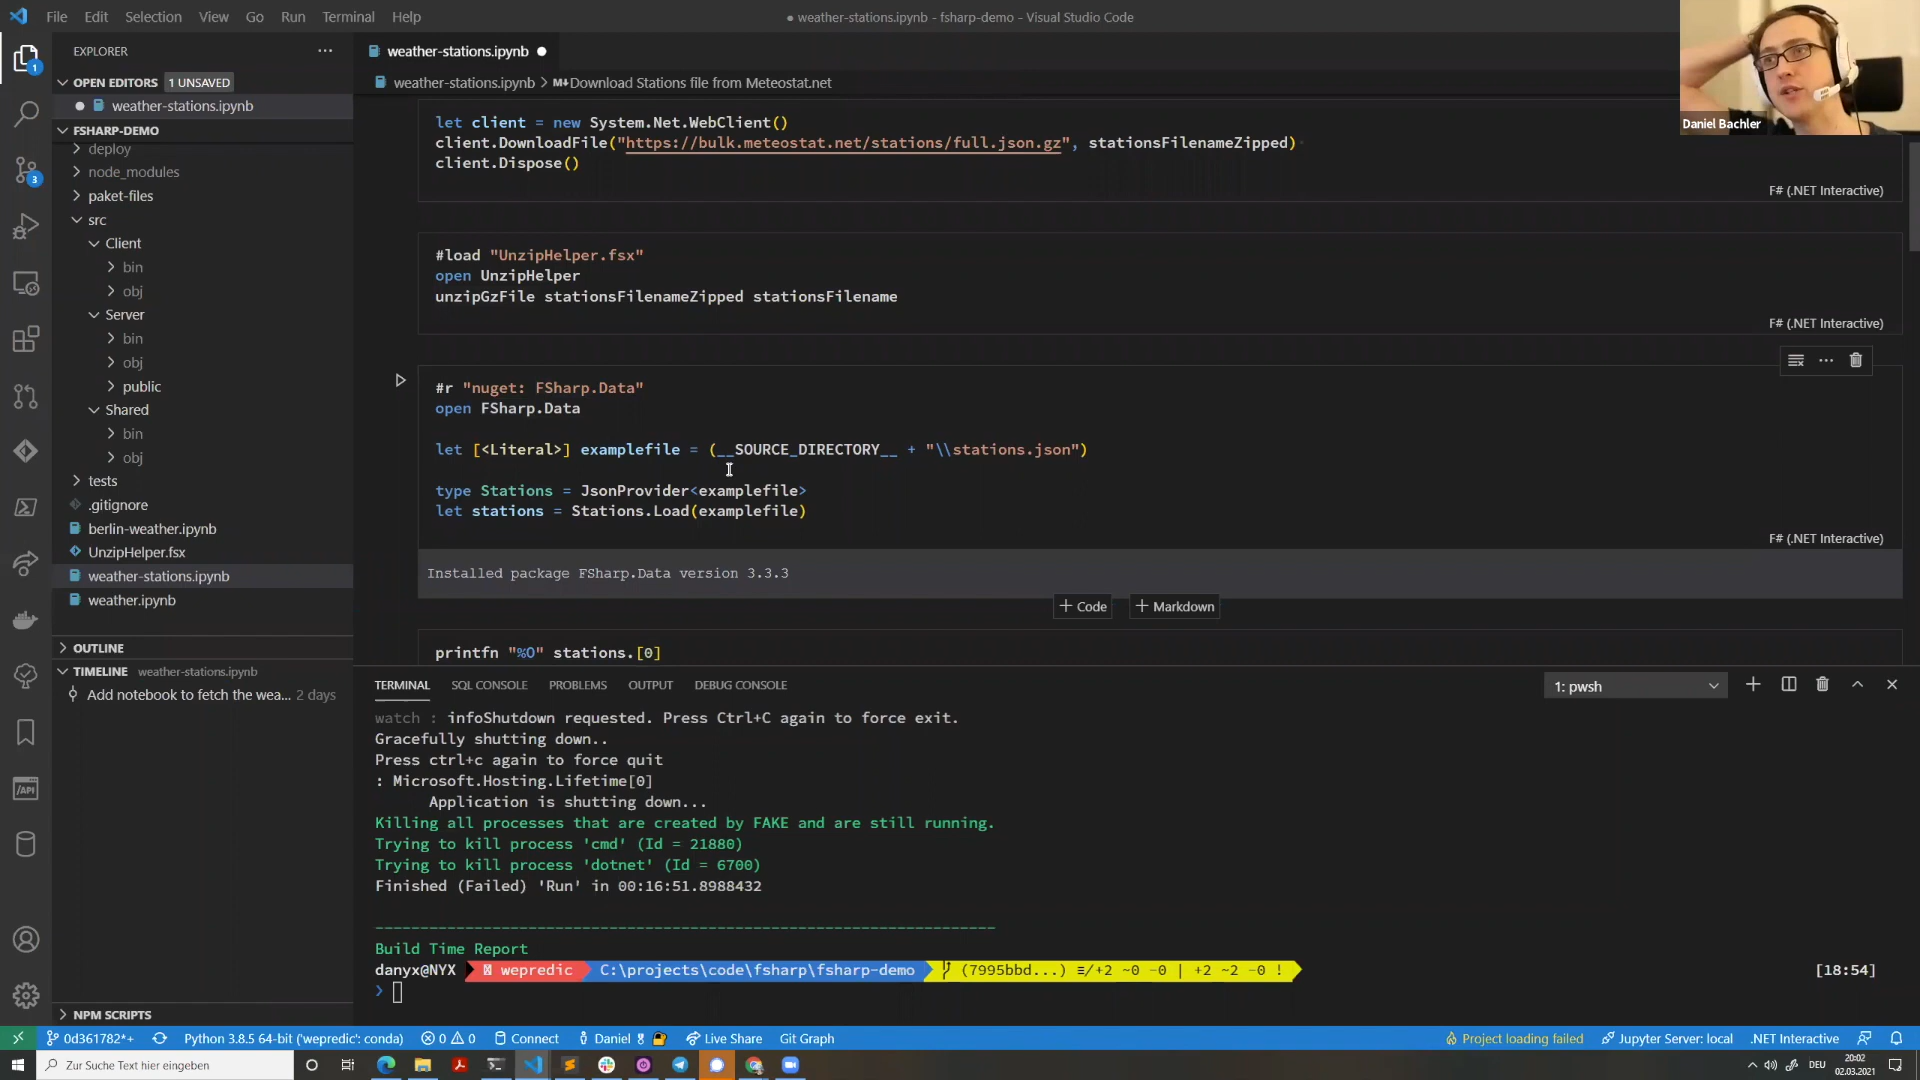 File Edit Selection View Go Run Terminal Help
● weather-stations.ipynb - fsharp-demo - Visual Studio Code
Daniel Bachler
EXPLORER
OPEN EDITORS 1 UNSAVED
weather-stations.ipynb
FSHARP-DEMO
deploy
node_modules
paket-files
src
Client
bin
obj
Server
bin
obj
public
Shared
bin
obj
tests
.gitignore
berlin-weather.ipynb
UnzipHelper.fsx
weather-stations.ipynb
weather.ipynb
OUTLINE
TIMELINE weather-stations.ipynb
Add notebook to fetch the wea... 2 days
NPM SCRIPTS
1
3
/API
weather-stations.ipynb ●
weather-stations.ipynb > M↓Download Stations file from Meteostat.net
let client = new System.Net.WebClient()
client.DownloadFile("https://bulk.meteostat.net/stations/full.json.gz", stationsFilenameZipped)
client.Dispose()
F# (.NET Interactive)
#load "UnzipHelper.fsx"
open UnzipHelper
unzipGzFile stationsFilenameZipped stationsFilename
F# (.NET Interactive)
#r "nuget: FSharp.Data"
open FSharp.Data
let [<Literal>] examplefile = (__SOURCE_DIRECTORY__ + "\\stations.json")
type Stations = JsonProvider<examplefile>
let stations = Stations.Load(examplefile)
F# (.NET Interactive)
Installed package FSharp.Data version 3.3.3
+ Code + Markdown
printfn "%O" stations.[0]
TERMINAL SQL CONSOLE PROBLEMS OUTPUT DEBUG CONSOLE 1: pwsh
watch : infoShutdown requested. Press Ctrl+C again to force exit.
Gracefully shutting down..
Press ctrl+c again to force quit
: Microsoft.Hosting.Lifetime[0]
Application is shutting down...
Killing all processes that are created by FAKE and are still running.
Trying to kill process 'cmd' (Id = 21880)
Trying to kill process 'dotnet' (Id = 6700)
Finished (Failed) 'Run' in 00:16:51.8988432
---------------------------------------------------------------------
Build Time Report
danyx@NYX wepredic C:\projects\code\fsharp\fsharp-demo (7995bbd...) ≡/+2 ~0 -0 | +2 ~2 -0 ! [18:54]
❯
0d361782*+ Python 3.8.5 64-bit ('wepredic': conda) 0 0 Connect Daniel 8 Live Share Git Graph Project loading failed Jupyter Server: local .NET Interactive
Zur Suche Text hier eingeben
DEU
20:02
02.03.2021